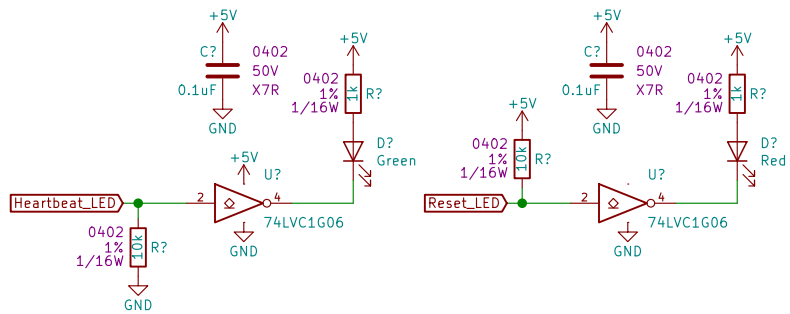 +5V
C?
0402
50V
0.1uF
X7R
GND
+5V
0402
1%
1/16W
1k
R?
D?
Green
+5V
U?
Heartbeat_LED
2
4
74LVC1G06
GND
0402
1%
1/16W
10k
R?
GND
+5V
C?
0402
50V
0.1uF
X7R
GND
+5V
0402
1%
1/16W
1k
R?
D?
Red
+5V
0402
1%
1/16W
10k
R?
U?
Reset_LED
2
4
74LVC1G06
GND